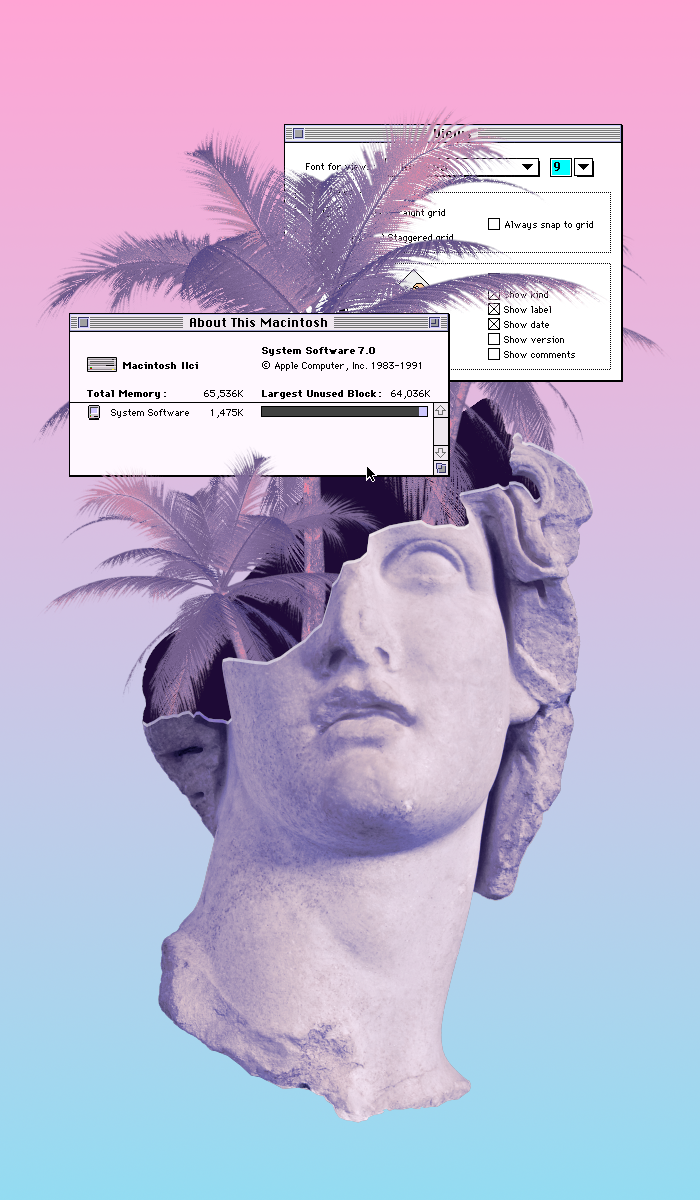 Views
Font for views:
9
aight grid
Staggered grid
Always snap to grid
Show kind
Show label
Show date
Show version
Show comments
About This Macintosh
Macintosh IIci
System Software 7.0
© Apple Computer, Inc. 1983-1991
Total Memory: 65,536K
Largest Unused Block: 64,036K
System Software 1,475K